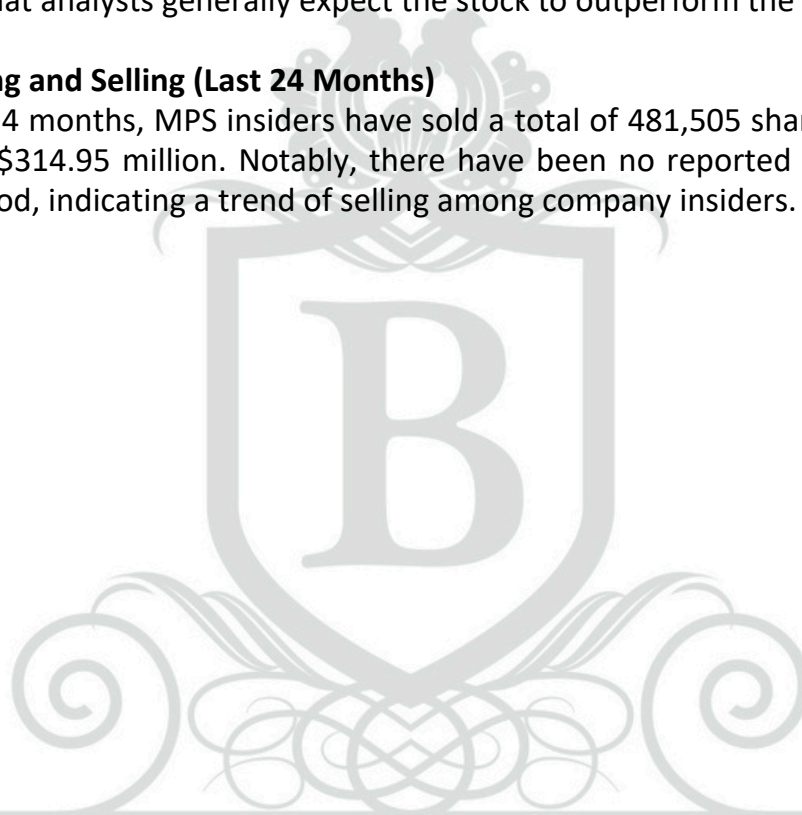 at analysts generally expect the stock to outperform the
ng and Selling (Last 24 Months)
4 months, MPS insiders have sold a total of 481,505 shar
$314.95 million. Notably, there have been no reported
od, indicating a trend of selling among company insiders.
B